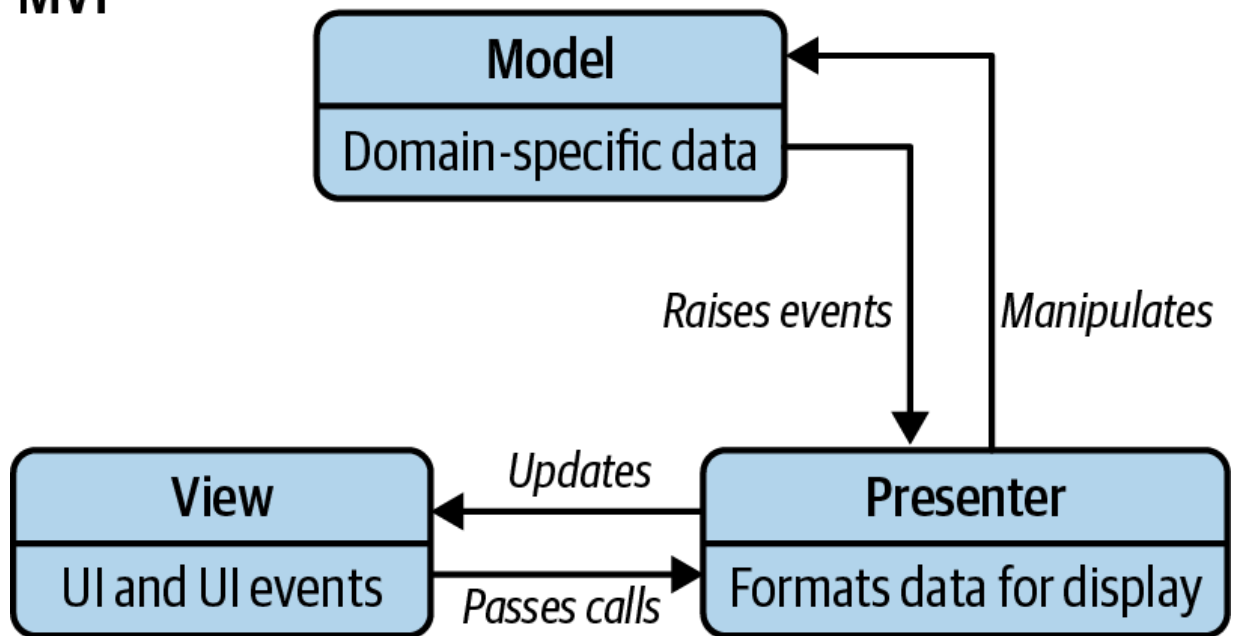 MVP
Model
Domain-specific data
Raises events
Manipulates
Updates
View
Presenter
UI and UI events
Formats data for display
Passes calls